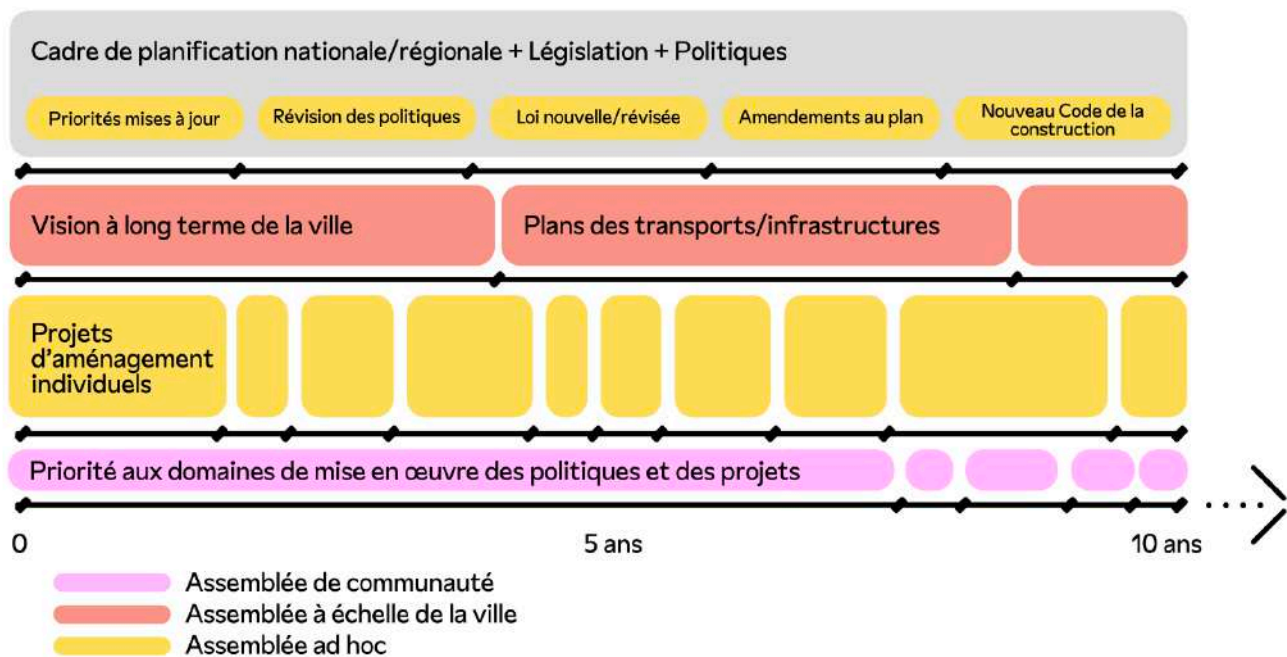 Cadre de planification nationale/régionale + Législation + Politiques
Priorités mises à jour
Révision des politiques
Loi nouvelle/révisée
Amendements au plan
Nouveau Code de la
construction
Vision à long terme de la ville
Plans des transports/infrastructures
Projets
d’aménagement
individuels
Priorité aux domaines de mise en œuvre des politiques et des projets
0
5 ans
10 ans
Assemblée de communauté
Assemblée à échelle de la ville
Assemblée ad hoc